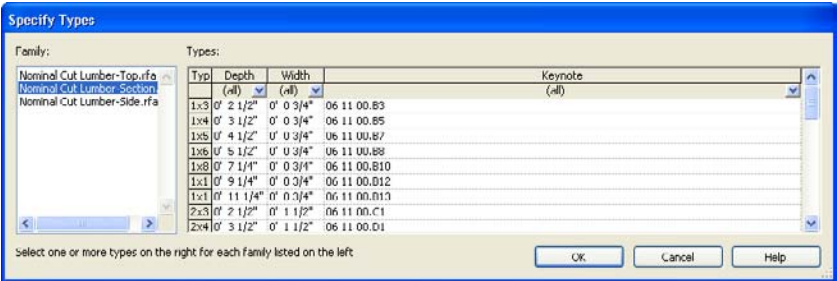 Specify Types
Family: Types:
Nominal Cut Lumber-Top.rfa
Nominal Cut Lumber-Section.
Nominal Cut Lumber-Side.rfa
Typ Depth Width Keynote
(all) (all) (all)
1x3 0' 2 1/2" 0' 0 3/4" 06 11 00.B3
1x4 0' 3 1/2" 0' 0 3/4" 06 11 00.B5
1x5 0' 4 1/2" 0' 0 3/4" 06 11 00.B7
1x6 0' 5 1/2" 0' 0 3/4" 06 11 00.B8
1x8 0' 7 1/4" 0' 0 3/4" 06 11 00.B10
1x1 0' 9 1/4" 0' 0 3/4" 06 11 00.B12
1x1 0' 11 1/4" 0' 0 3/4" 06 11 00.B13
2x3 0' 2 1/2" 0' 1 1/2" 06 11 00.C1
2x4 0' 3 1/2" 0' 1 1/2" 06 11 00.D1
Select one or more types on the right for each family listed on the left
OK Cancel Help